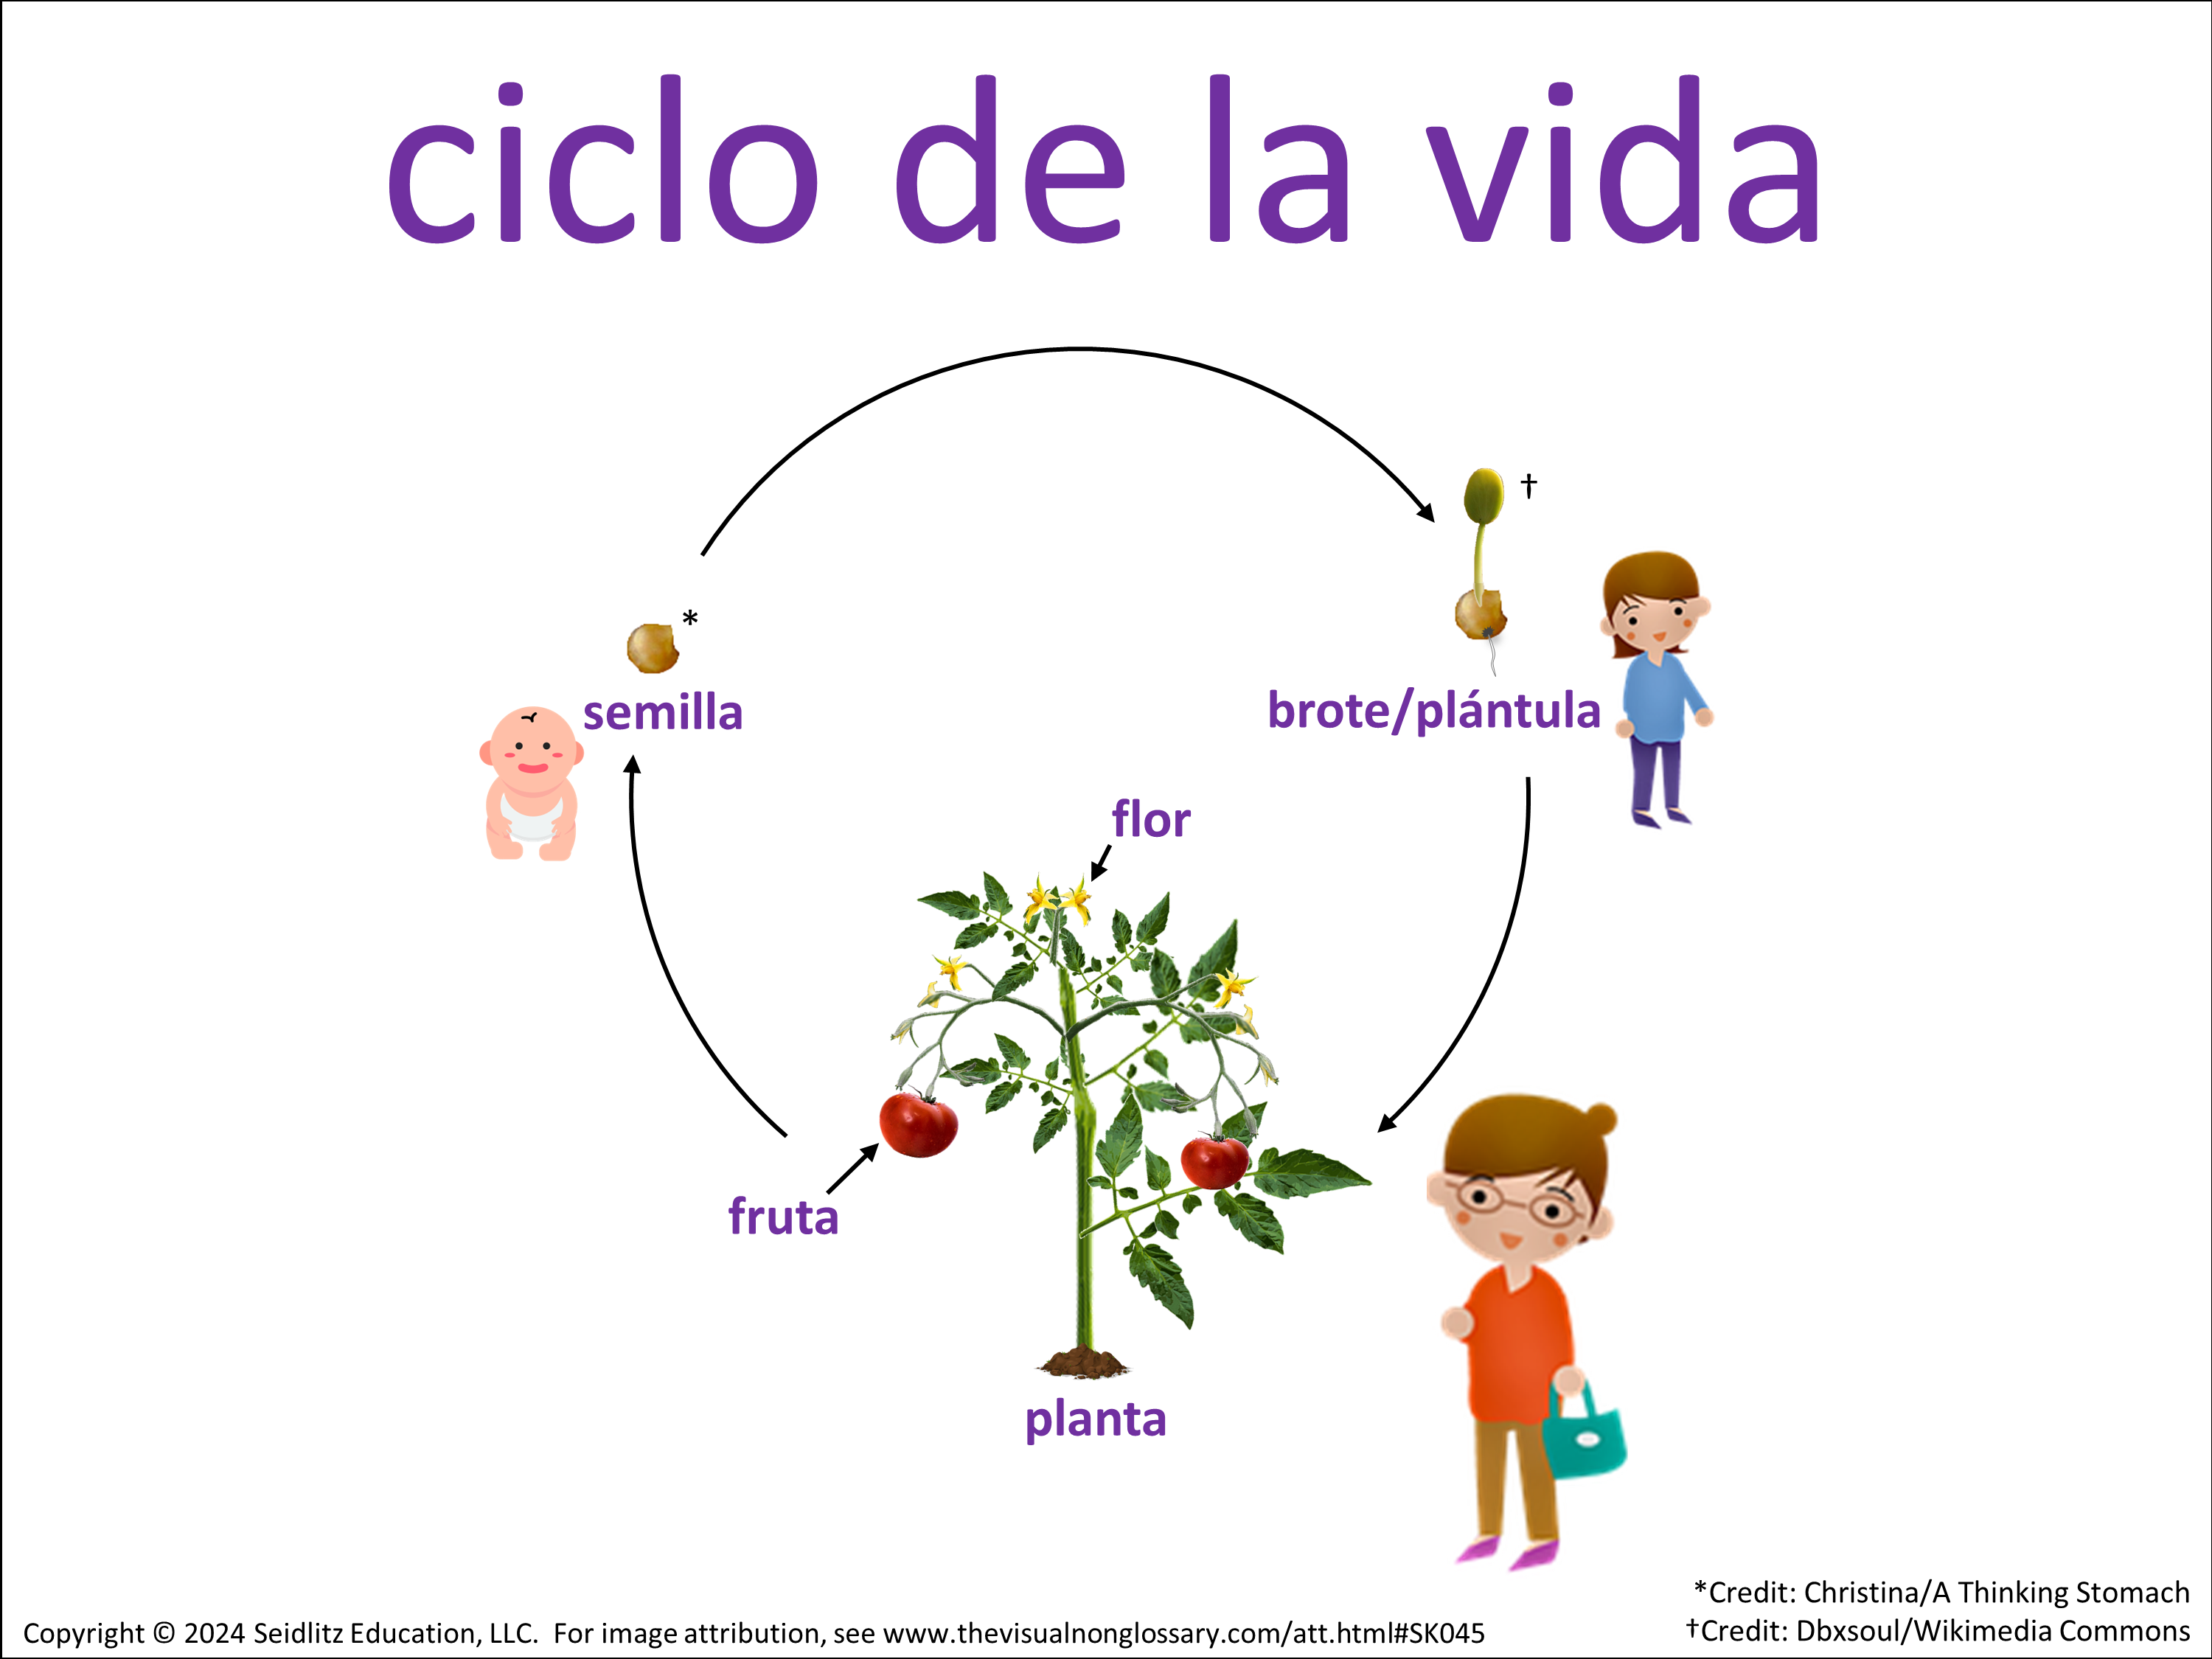 ciclo de la vida
*
†
semilla
brote/plántula
flor
fruta
planta
*Credit: Christina/A Thinking Stomach
Copyright © 2024 Seidlitz Education, LLC.  For image attribution, see www.thevisualnonglossary.com/att.html#SK045
†Credit: Dbxsoul/Wikimedia Commons